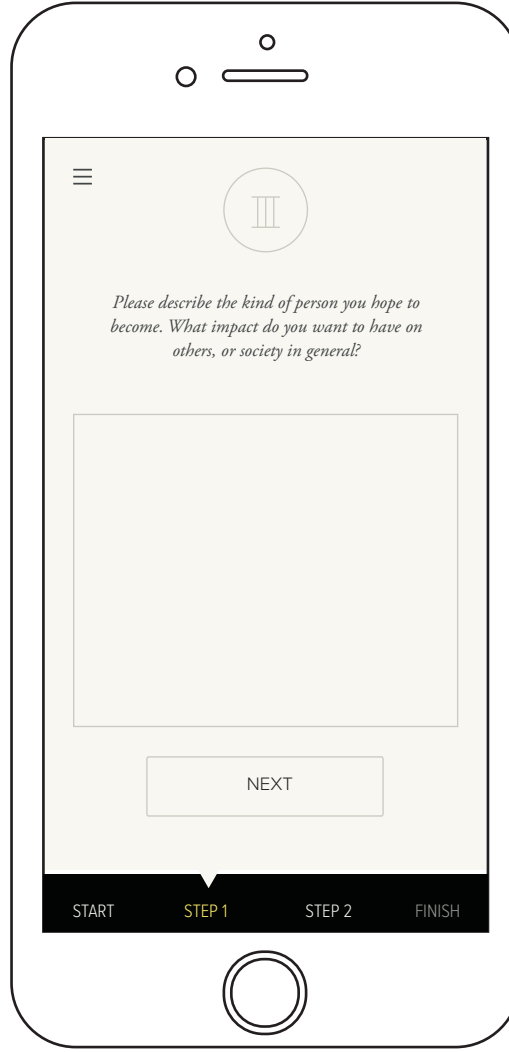 Please describe the kind of person you hope to
become. What impact do you want to have on
others, or society in general?
NEXT
START
STEP 1
STEP 2
FINISH